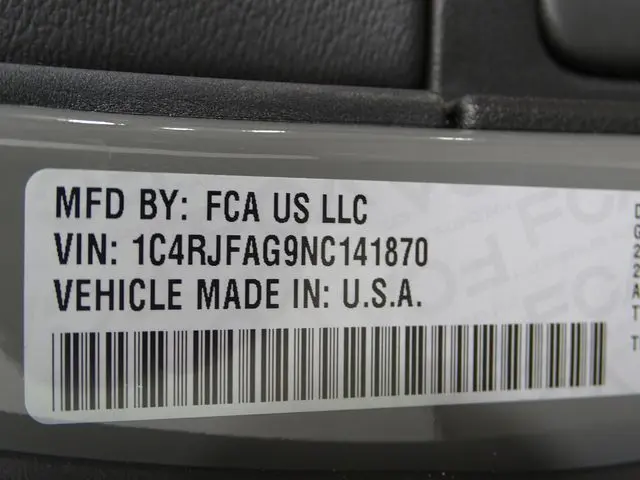 MFD BY: FCA US LLC
VIN: 1C4RJFAG9NC141870
VEHICLE MADE IN: U.S.A.